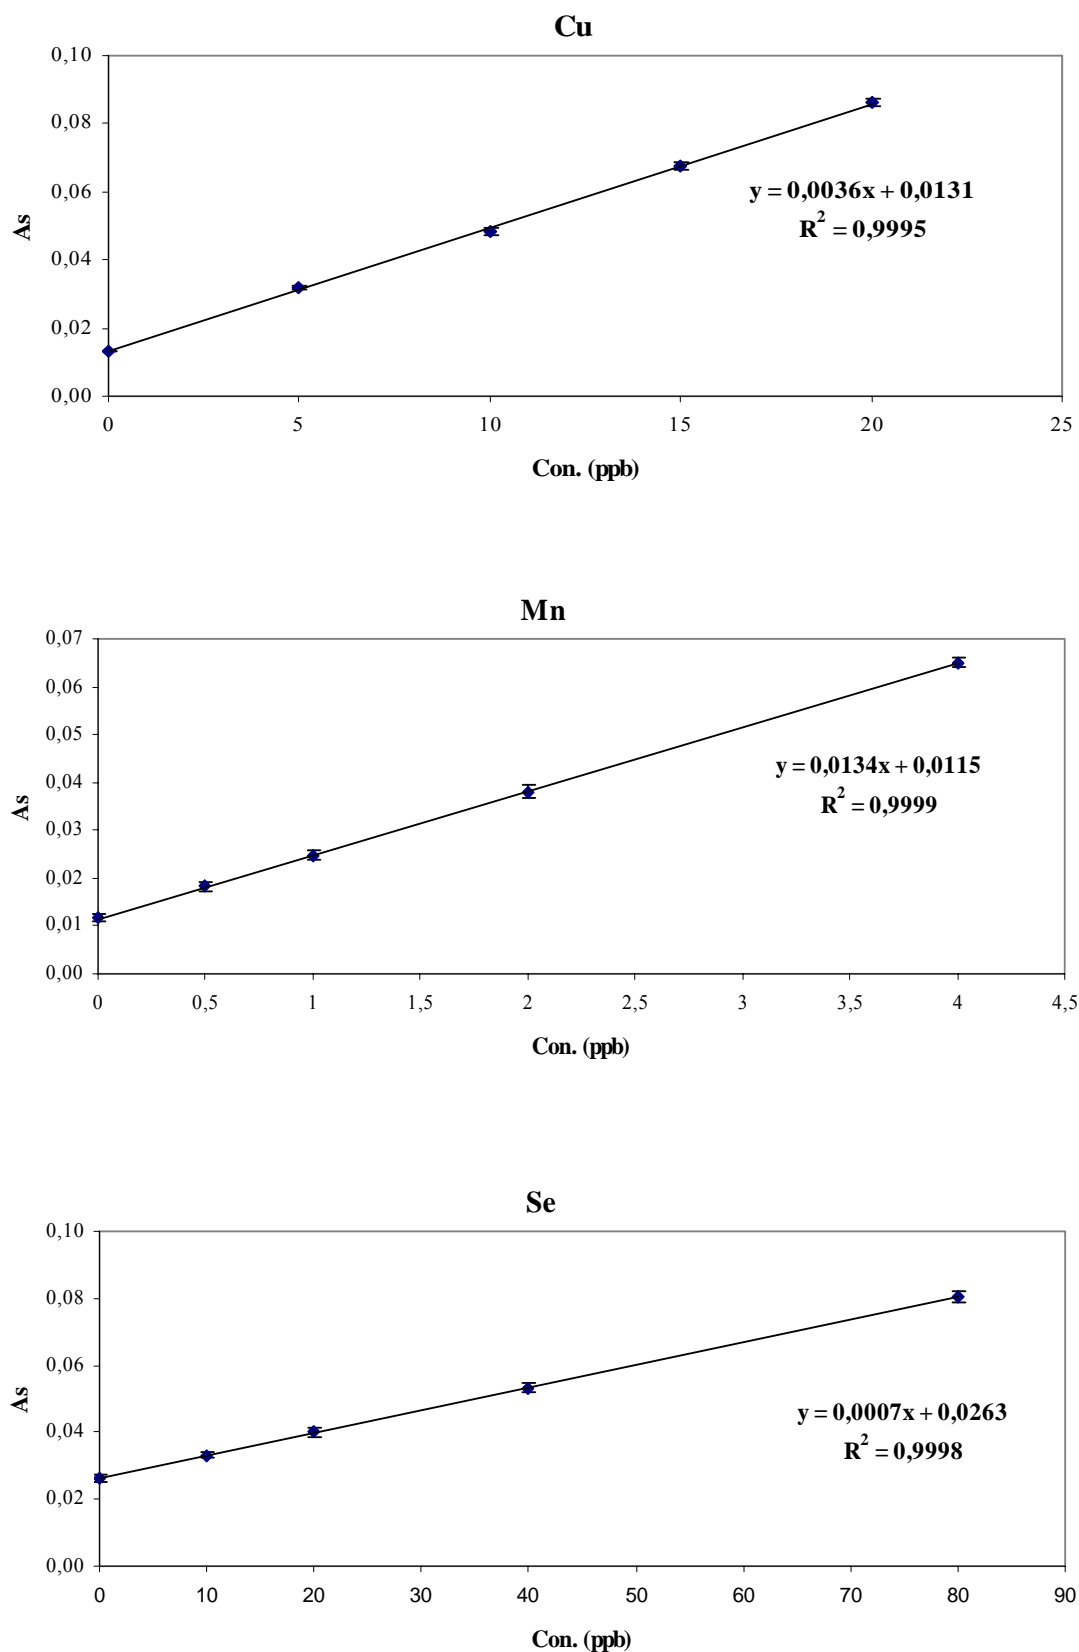 Cu
0,10
0,08
0,06
0,04
0,02
0,00
As
y = 0,0036x + 0,0131
R² = 0,9995
0 5 10 15 20 25
Con. (ppb)
Mn
0,07
0,06
0,05
0,04
0,03
0,02
0,01
0,00
As
y = 0,0134x + 0,0115
R² = 0,9999
0 0,5 1 1,5 2 2,5 3 3,5 4 4,5
Con. (ppb)
Se
0,10
0,08
0,06
0,04
0,02
0,00
As
y = 0,0007x + 0,0263
R² = 0,9998
0 10 20 30 40 50 60 70 80 90
Con. (ppb)